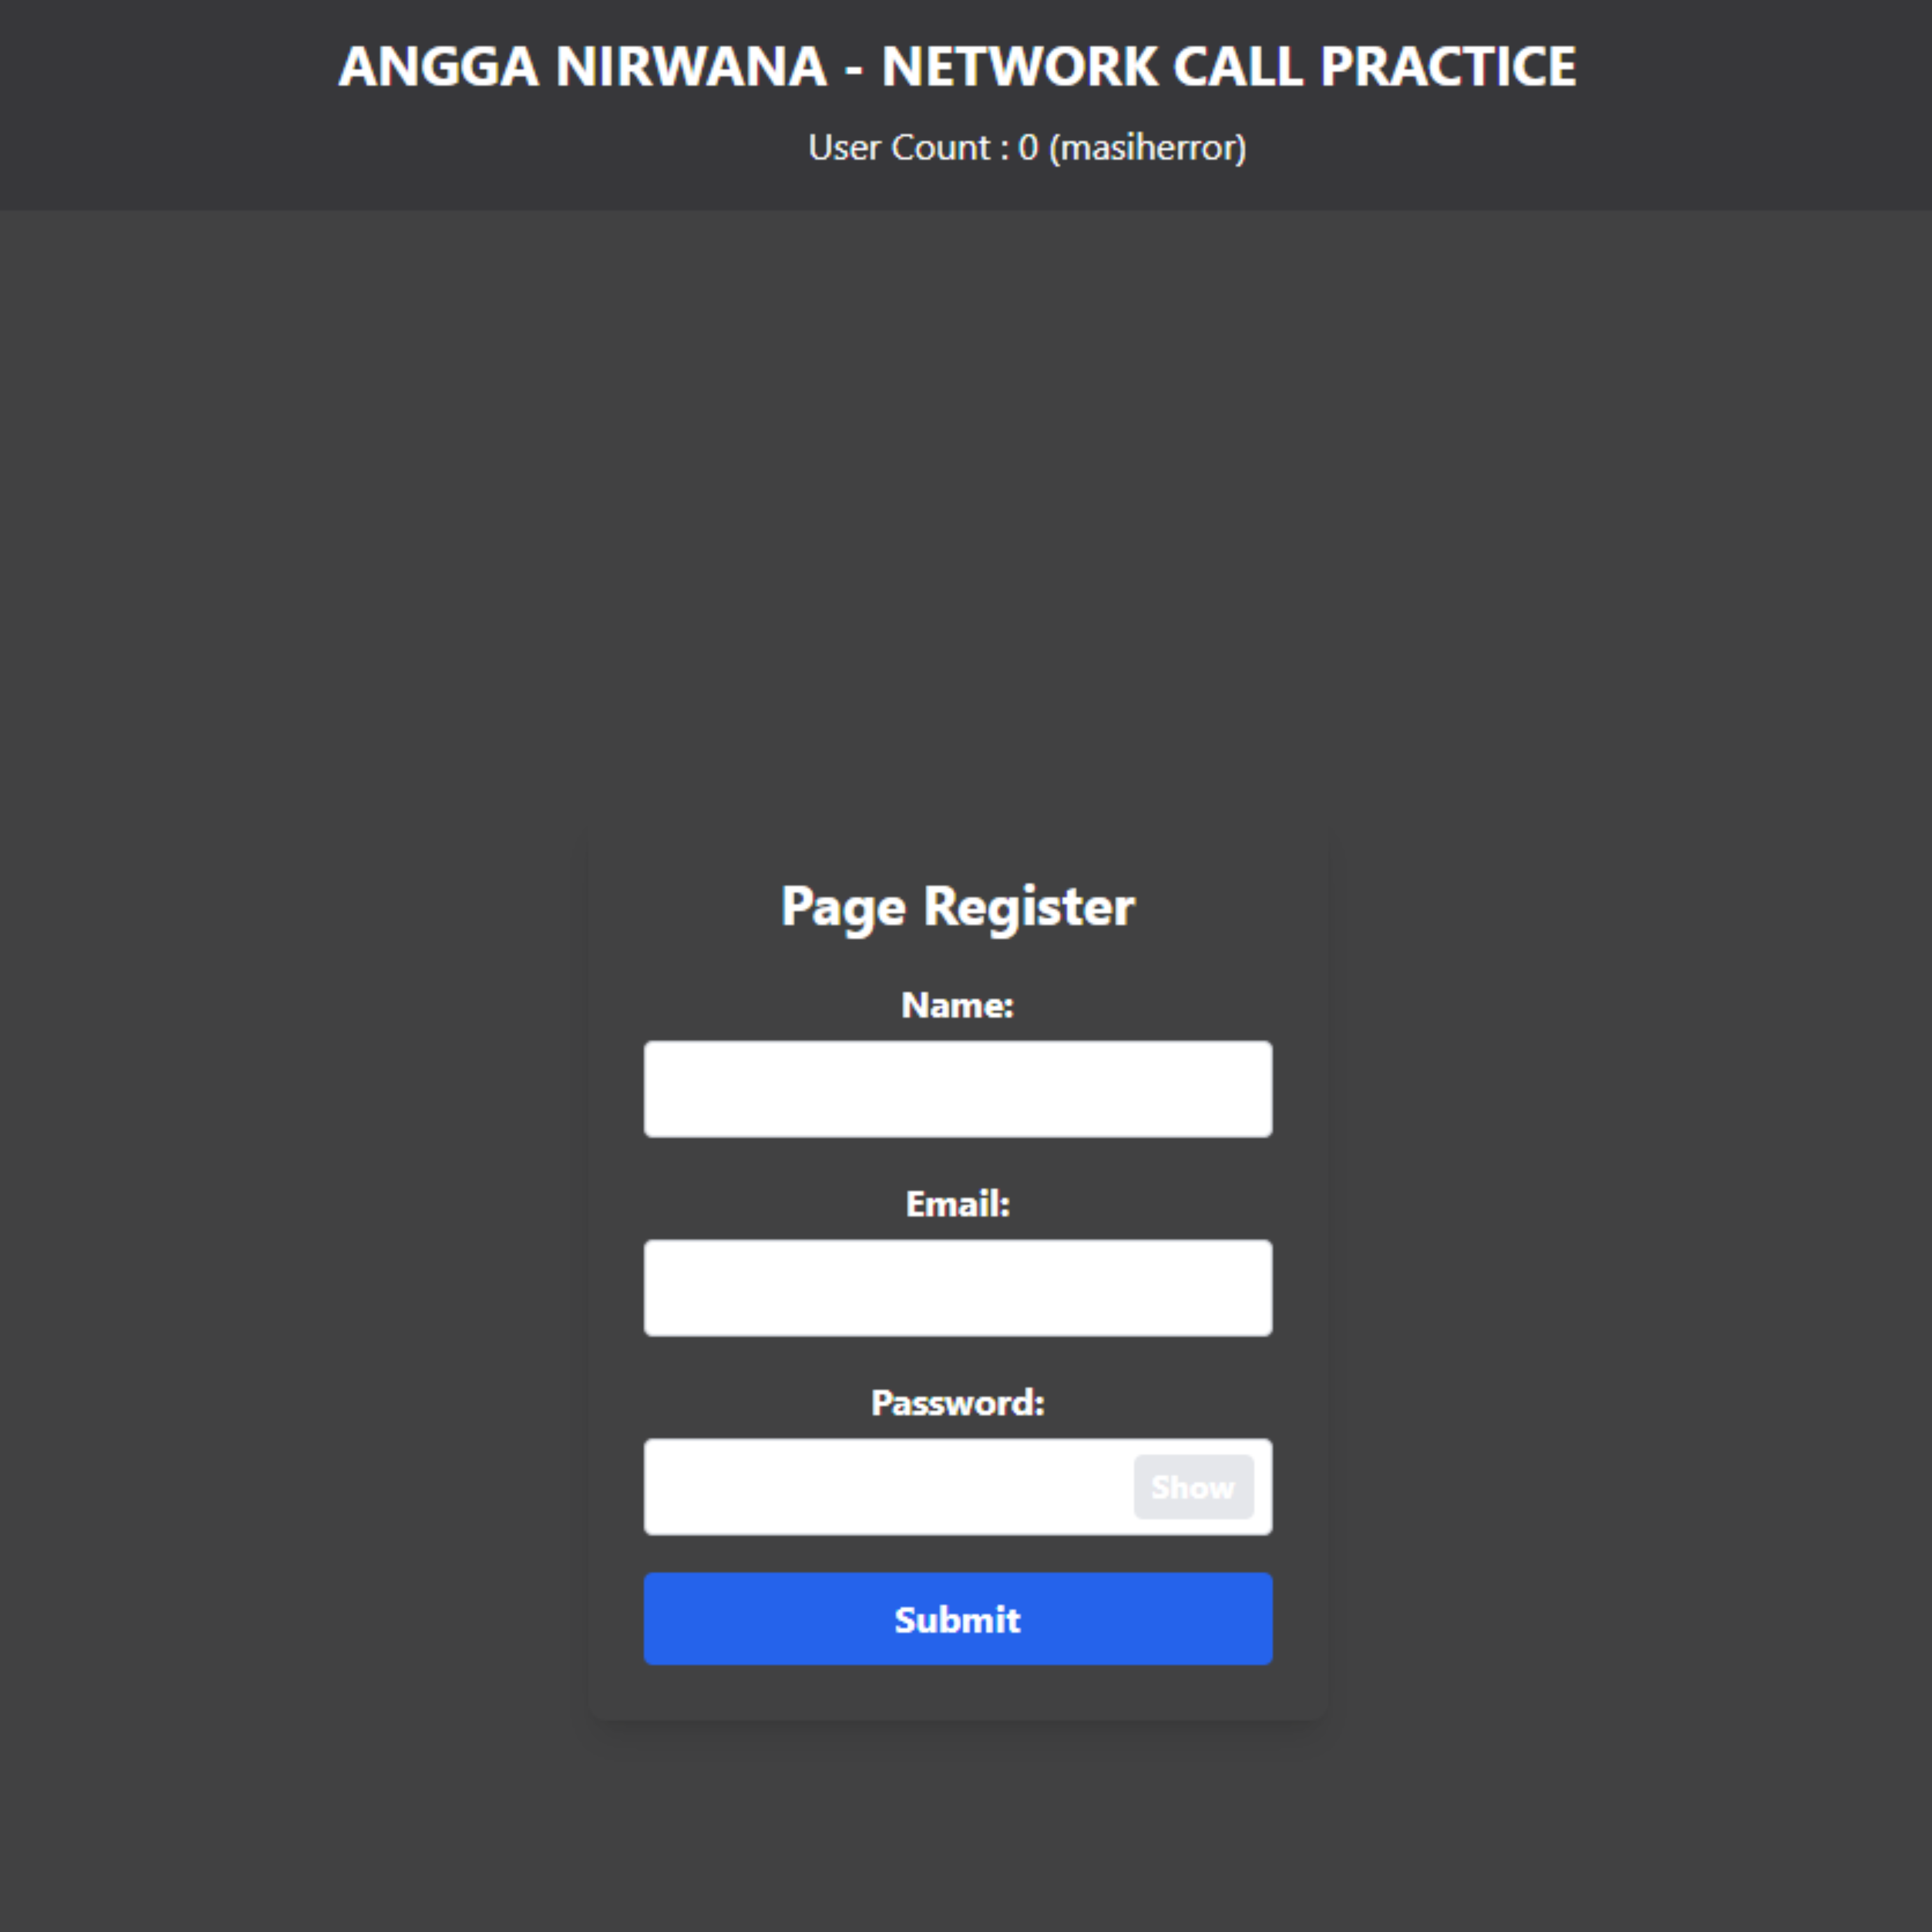 ANGGA NIRWANA - NETWORK CALL PRACTICE
User Count : 0 (masiherror)
Page Register
Name:
Email:
Password:
Show
Submit